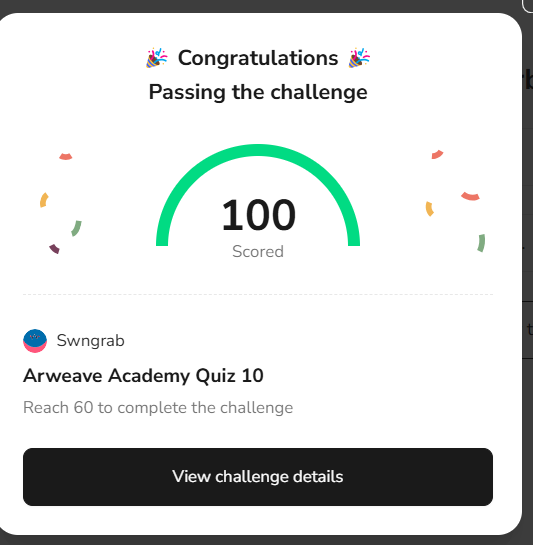 Congratulations
Passing the challenge
100
Scored
Swngrab
Arweave Academy Quiz 10
Reach 60 to complete the challenge
View challenge details